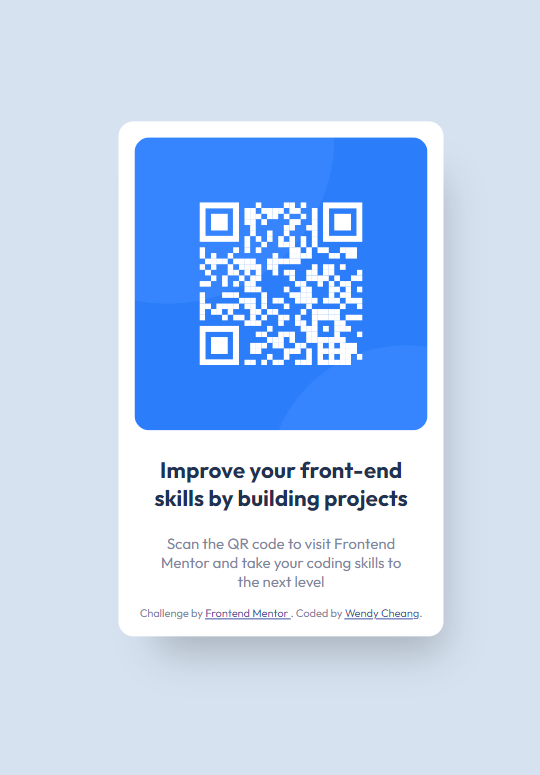 Improve your front-end
skills by building projects
Scan the QR code to visit Frontend
Mentor and take your coding skills to
the next level
Challenge by Frontend Mentor . Coded by Wendy Cheang.